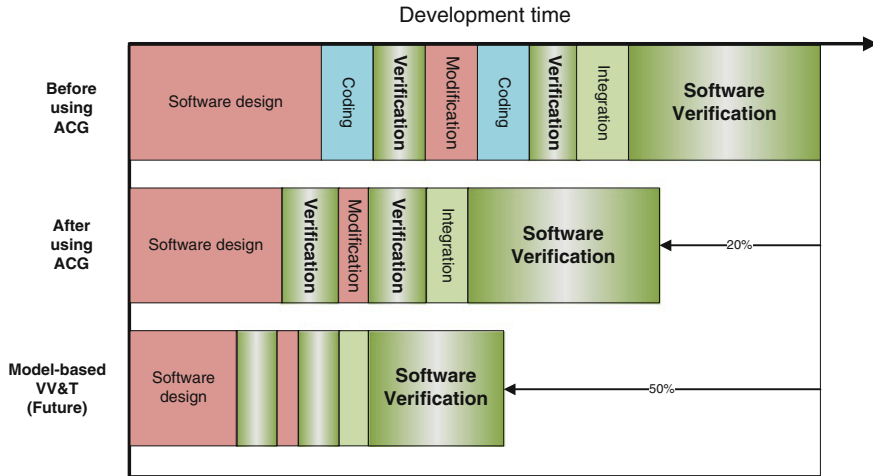 Development time
Before
using
ACG
Software design
Coding
Verification
Modification
Coding
Verification
Integration
Software
Verification
After
using
ACG
Software design
Verification
Modification
Verification
Integration
Software
Verification
20%
Model-based
VV&T
(Future)
Software
design
Software
Verification
50%